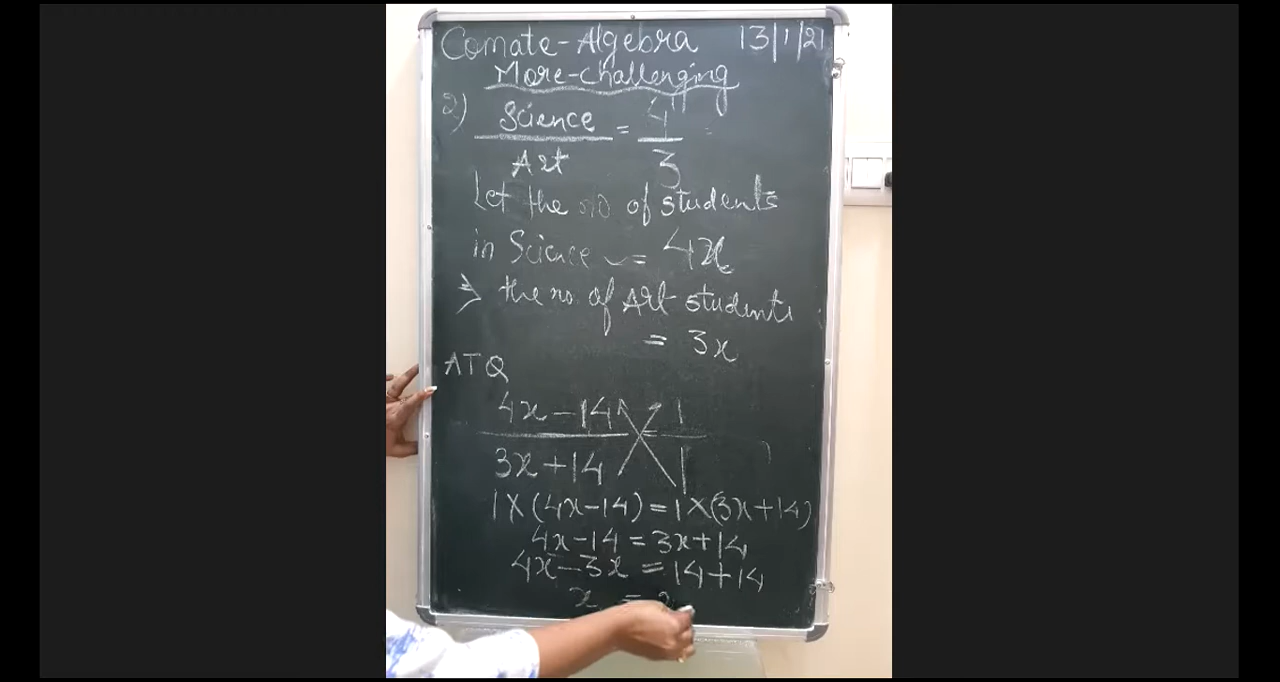 Comate-Algebra 13/1/21
More-challenging
2) Science/Art = 4/3
Let the no of students
in Science = 4x
⇒ the no. of Art students
= 3x
ATQ
4x-14/3x+14 = 1/1
1×(4x-14)=1×(3x+14)
4x-14=3x+14
4x-3x=14+14
x =